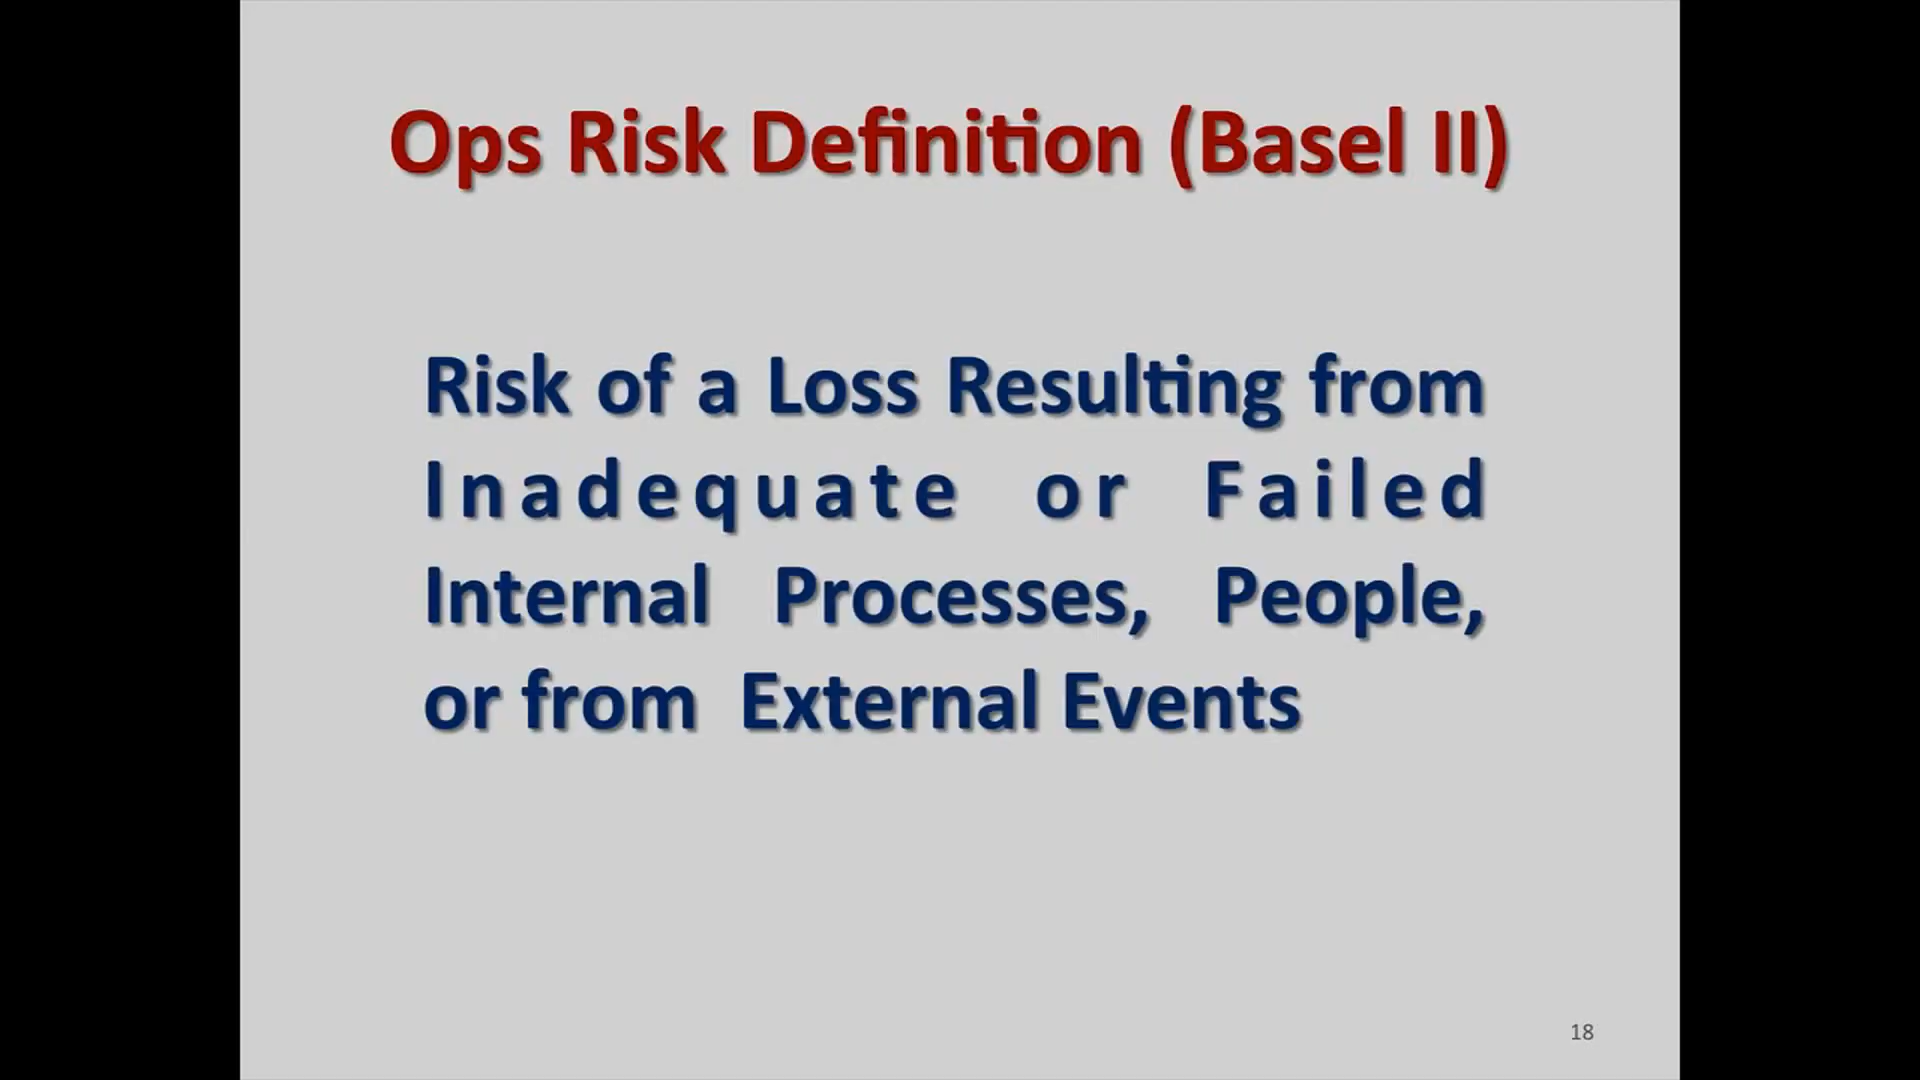 Ops Risk Definition (Basel II)
Risk of a Loss Resulting from
Inadequate or Failed
Internal Processes, People,
or from External Events
18